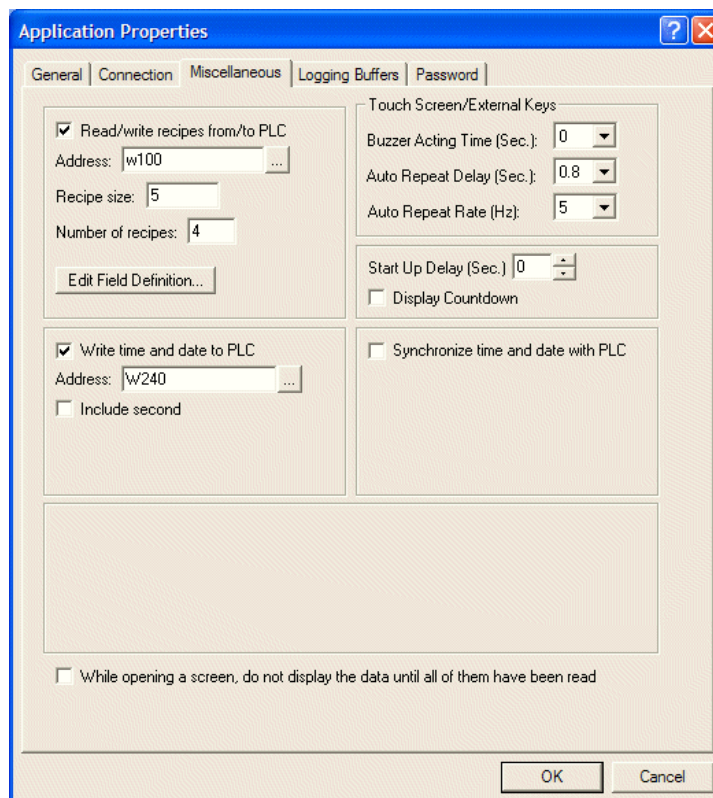 Application Properties
General Connection Miscellaneous Logging Buffers Password
Read/write recipes from/to PLC
Address: w100 ...
Recipe size: 5
Number of recipes: 4
Edit Field Definition...
Touch Screen/External Keys
Buzzer Acting Time (Sec.): 0
Auto Repeat Delay (Sec.): 0.8
Auto Repeat Rate (Hz): 5
Start Up Delay (Sec.) 0
Display Countdown
Write time and date to PLC
Address: W240 ...
Include second
Synchronize time and date with PLC
While opening a screen, do not display the data until all of them have been read
OK Cancel